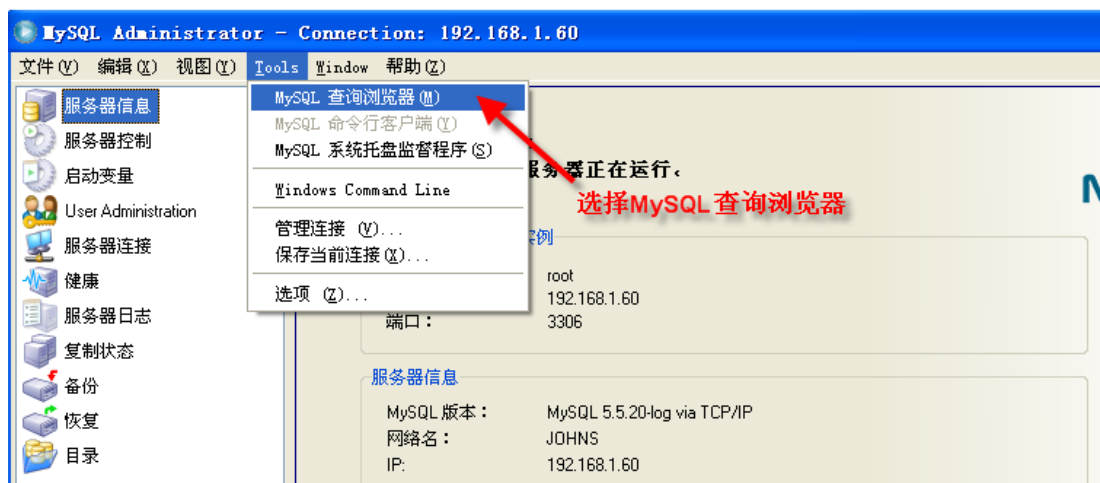 MySQL Administrator - Connection: 192.168.1.60
文件(V) 编辑(X) 视图(Y) Tools Window 帮助(Z)
服务器信息
服务器控制
启动变量
User Administration
服务器连接
健康
服务器日志
复制状态
备份
恢复
目录
MySQL 查询浏览器(M)
MySQL 命令行客户端(Y)
MySQL 系统托盘监督程序(S)
Windows Command Line
管理连接 (V)...
保存当前连接(X)...
选项 (Z)...
服务器正在运行。
选择MySQL查询浏览器
例
root
192.168.1.60
端口: 3306
服务器信息
MySQL 版本: MySQL 5.5.20-log via TCP/IP
网络名: JOHNS
IP: 192.168.1.60